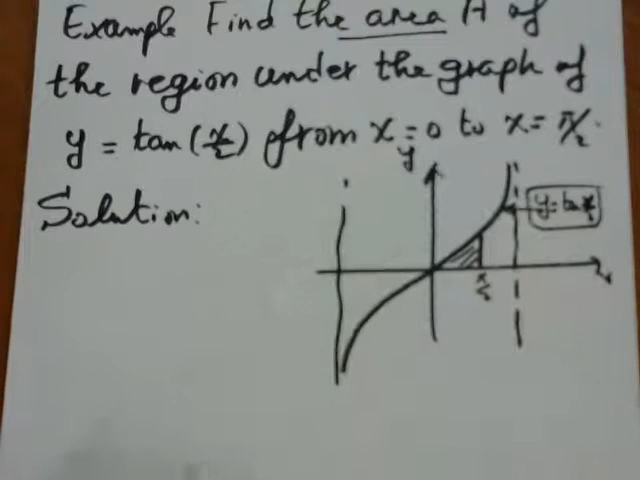 Example Find the area A of
the region under the graph of
y = tan(x/2) from x = 0 to x = π/2.
Solution:
y
y=tan x/2
π/2
x